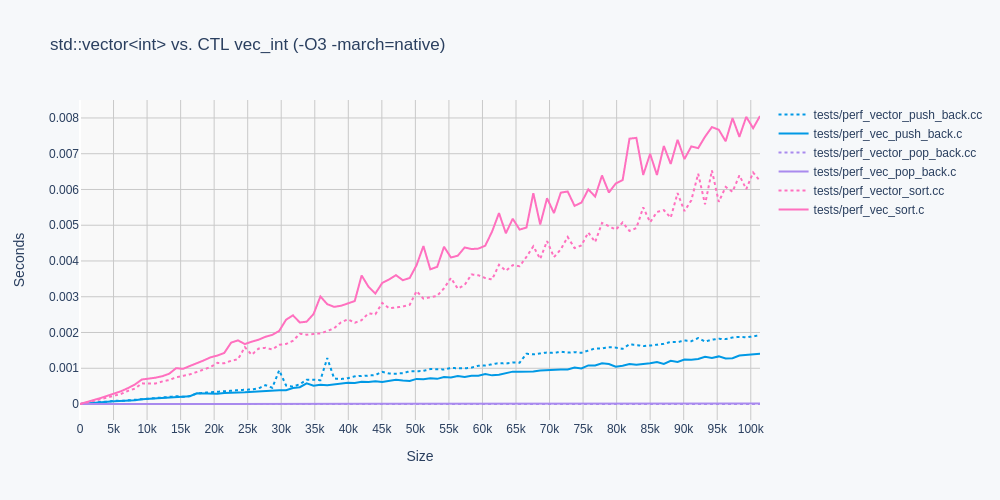 std::vector<int> vs. CTL vec_int (-O3 -march=native)
0.008
0.007
0.006
0.005
0.004
0.003
0.002
0.001
0
Seconds
0 5k 10k 15k 20k 25k 30k 35k 40k 45k 50k 55k 60k 65k 70k 75k 80k 85k 90k 95k 100k
Size
tests/perf_vector_push_back.cc
tests/perf_vec_push_back.c
tests/perf_vector_pop_back.cc
tests/perf_vec_pop_back.c
tests/perf_vector_sort.cc
tests/perf_vec_sort.c